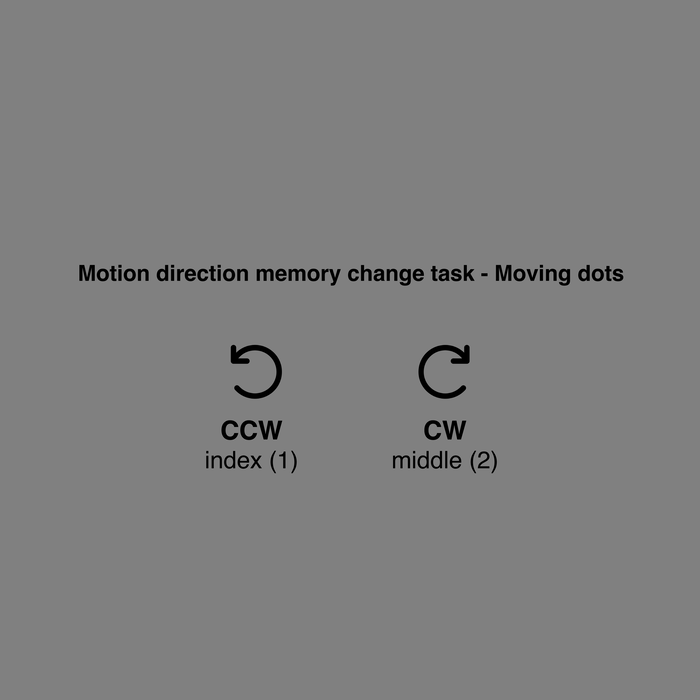 Motion direction memory change task - Moving dots
CCW
index (1)
CW
middle (2)